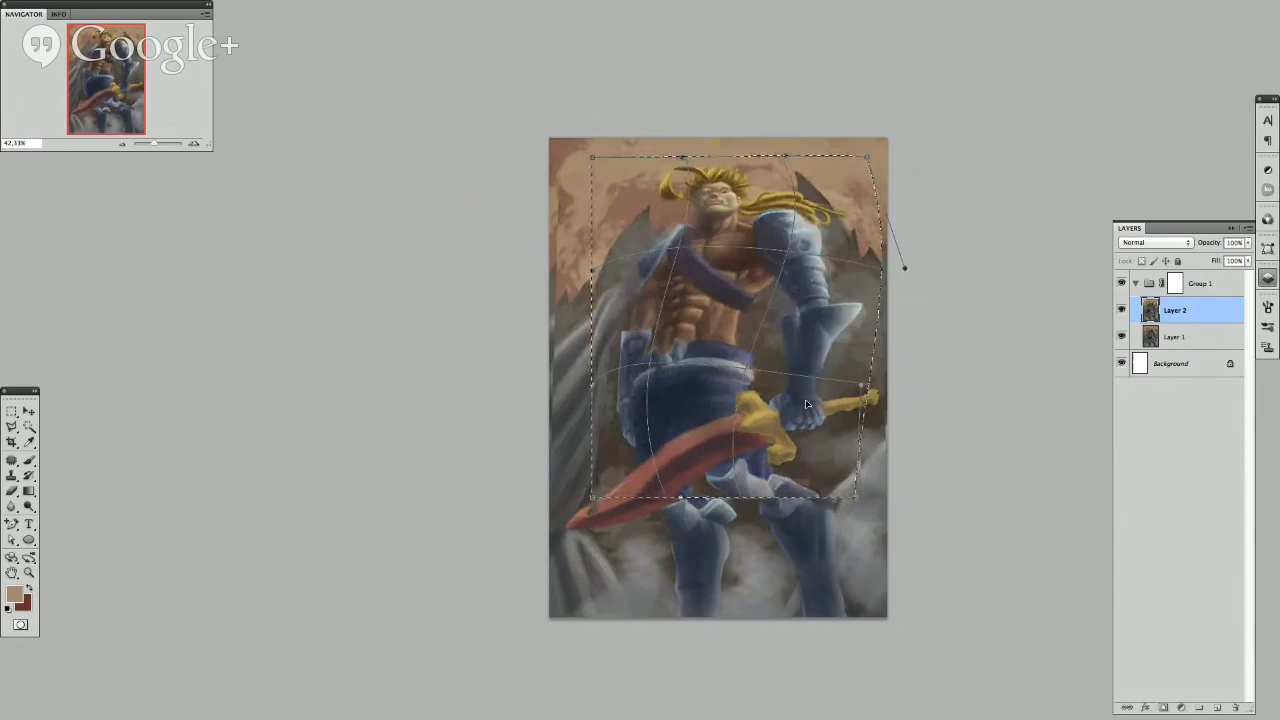 NAVIGATOR INFO
Google+
42,33%
A
LAYERS
Normal Opacity: 100%
Lock: Fill: 100%
Group 1
Layer 2
Layer 1
Background
T
ku